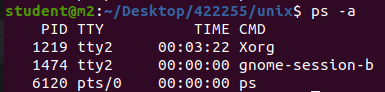 student@m2:~/Desktop/422255/unix$ ps -a
PID TTY TIME CMD
1219 tty2 00:03:22 Xorg
1474 tty2 00:00:00 gnome-session-b
6120 pts/0 00:00:00 ps